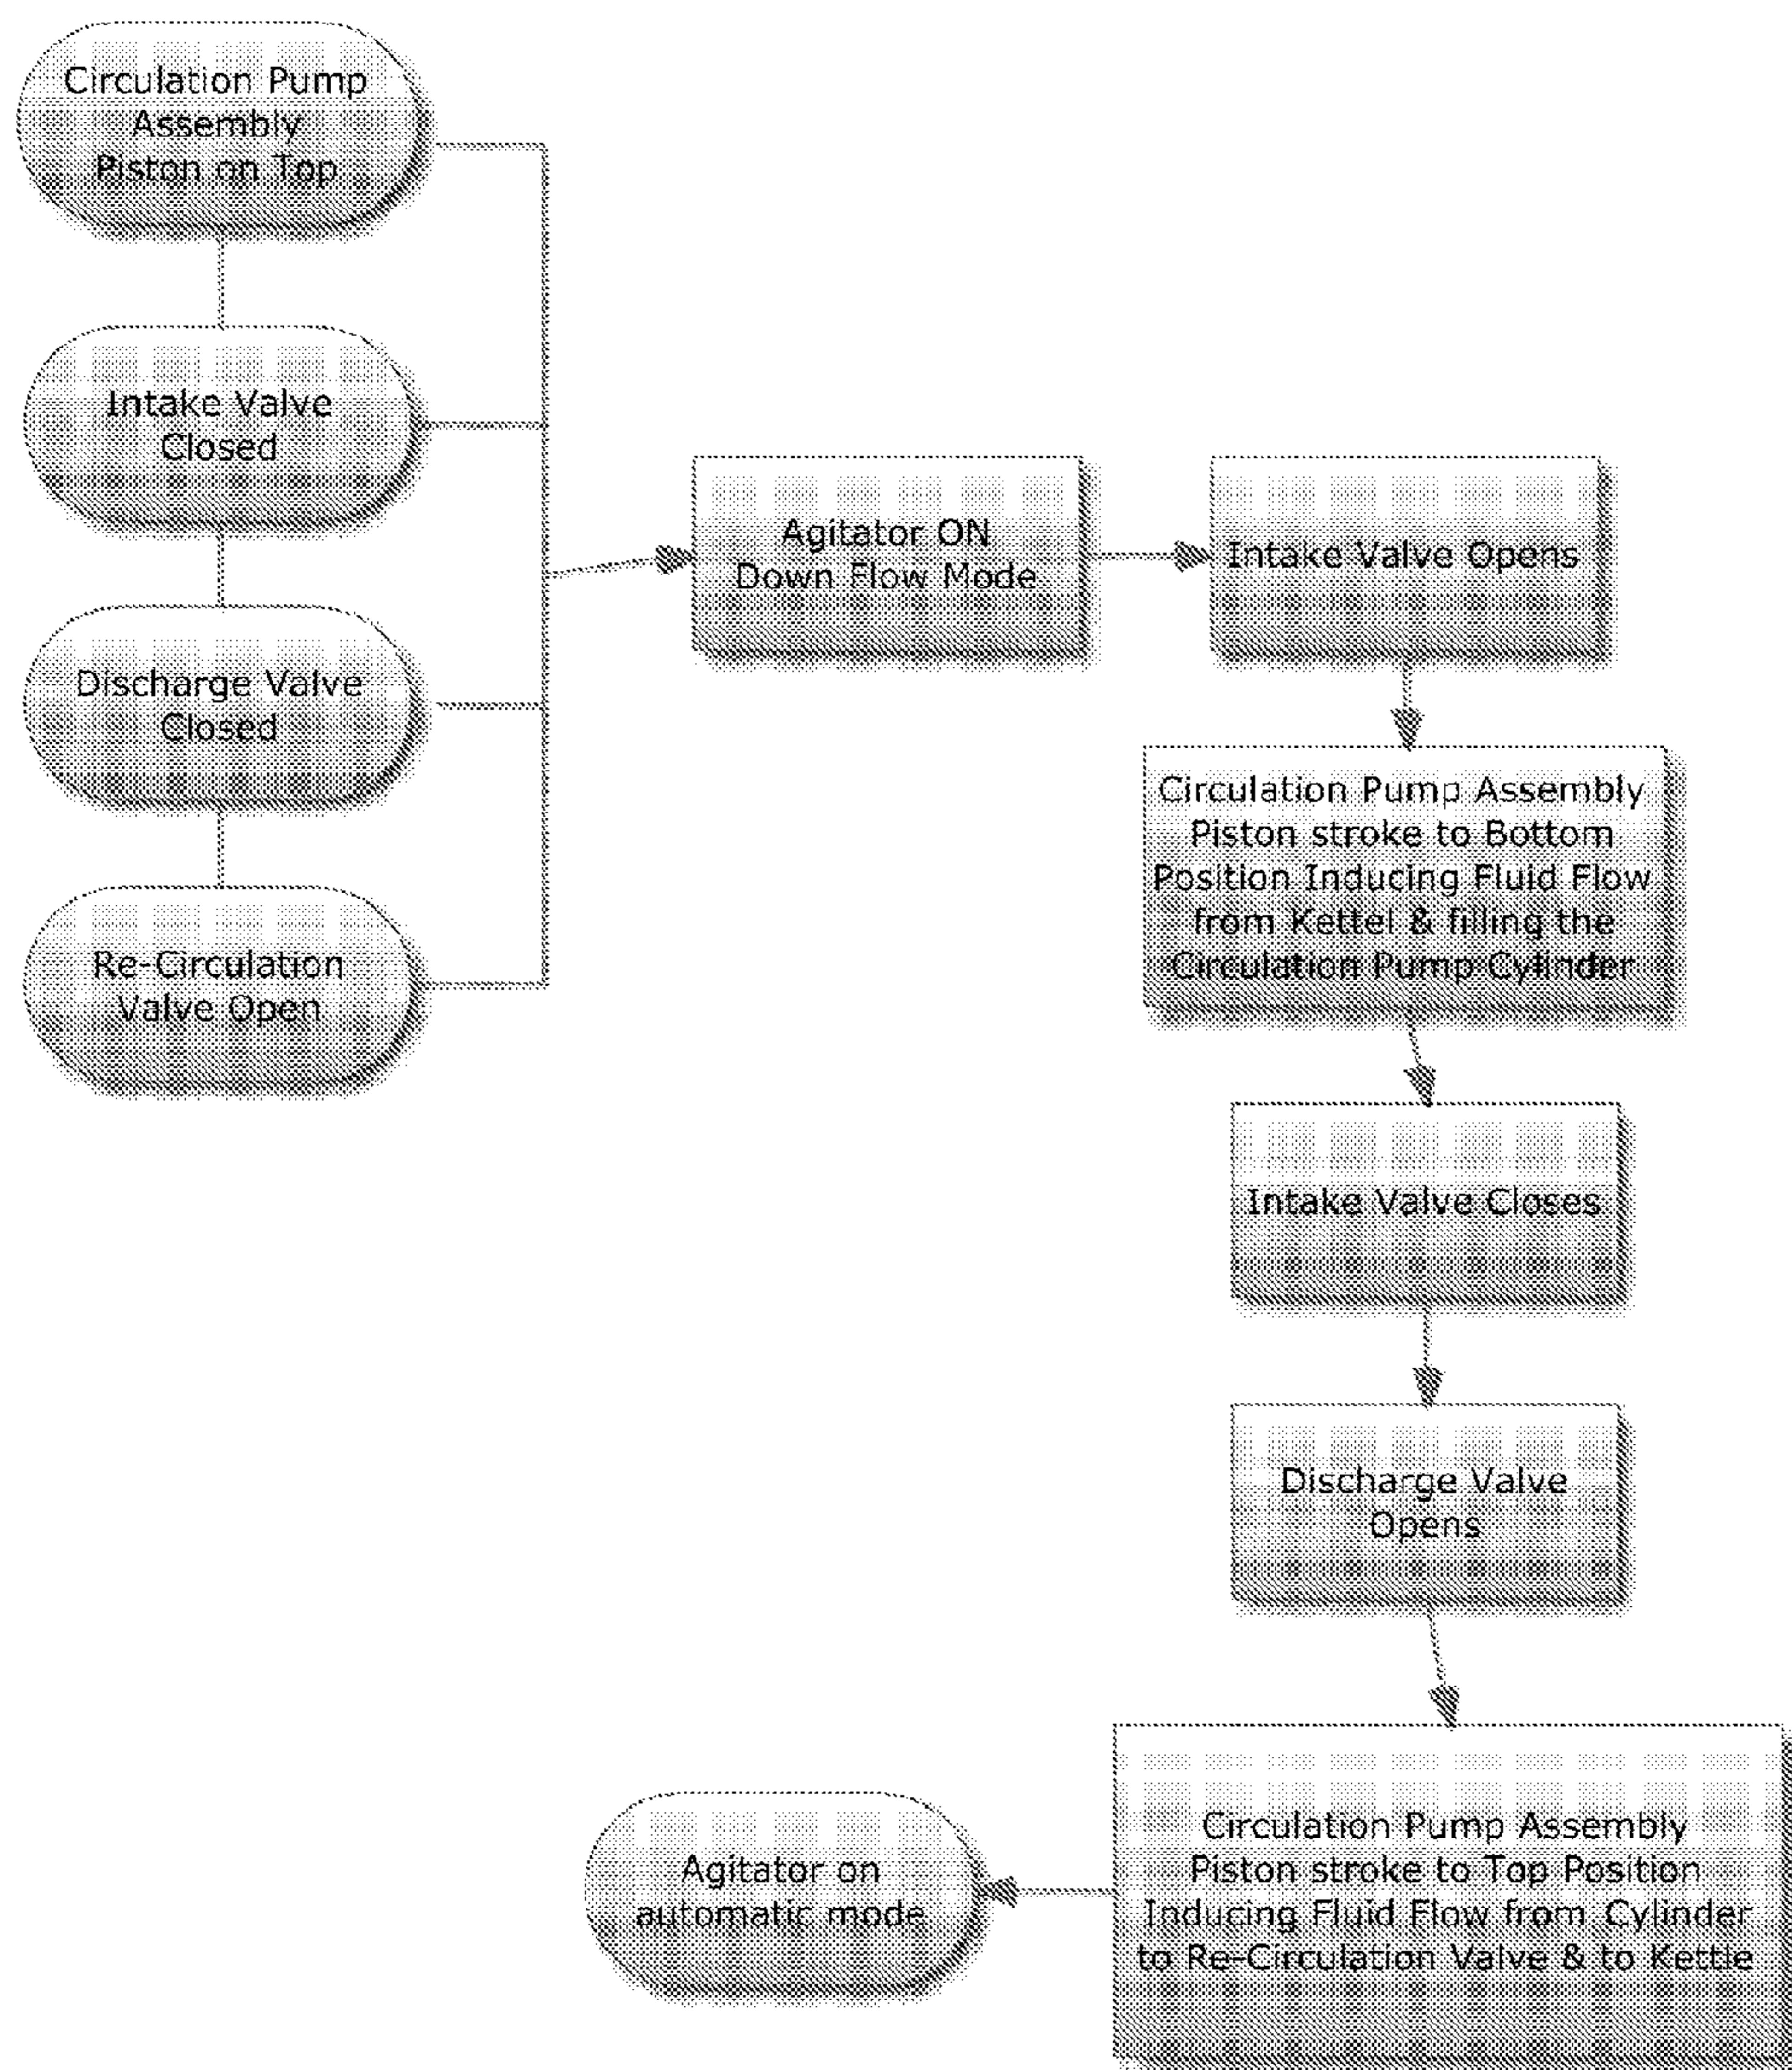 Circulation Pump
Assembly
Piston on Top
Intake Valve
Closed
Discharge Valve
Closed
Re-Circulation
Valve Open
Agitator ON
Down Flow Mode
Intake Valve Opens
Circulation Pump Assembly
Piston stroke to Bottom
Position Inducing Fluid Flow
from Kettel & filling the
Circulation Pump Cylinder
Intake Valve Closes
Discharge Valve
Opens
Circulation Pump Assembly
Piston stroke to Top Position
Inducing Fluid Flow from Cylinder
to Re-Circulation Valve & to Kettle
Agitator on
automatic mode